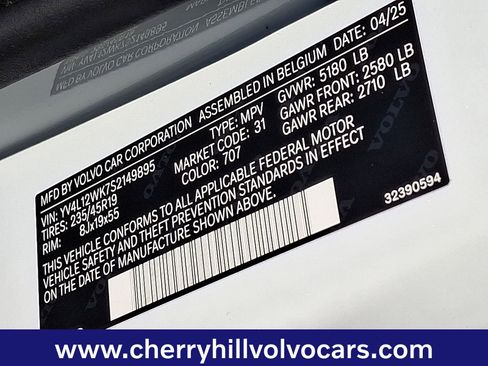 MFD BY VOLVO CAR CORPORATION ASSEMBLED IN BELGIUM DATE: 04/25
VIN: YV4L12WK7S2149895 TYPE: MPV GVWR: 5180 LB
TIRES: 235/45R19 MARKET CODE: 31 GAWR FRONT: 2580 LB
RIM: 8Jx19x55 COLOR: 707 GAWR REAR: 2710 LB
THIS VEHICLE CONFORMS TO ALL APPLICABLE FEDERAL MOTOR
VEHICLE SAFETY AND THEFT PREVENTION STANDARDS IN EFFECT
ON THE DATE OF MANUFACTURE SHOWN ABOVE.
32390594
www.cherryhillvolvocars.com